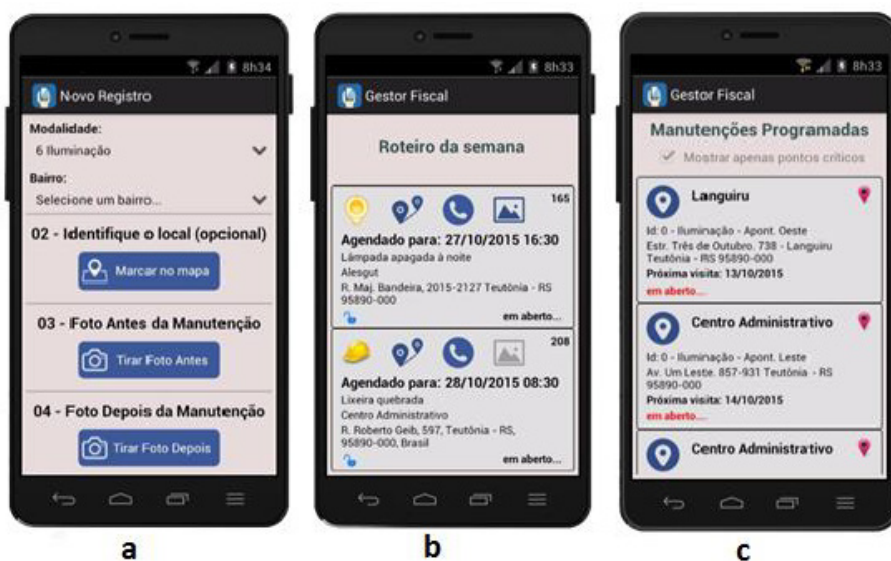 8h34
Novo Registro
Modalidade:
6 Iluminação
Bairro:
Selecione um bairro...
02 - Identifique o local (opcional)
Marcar no mapa
03 - Foto Antes da Manutenção
Tirar Foto Antes
04 - Foto Depois da Manutenção
Tirar Foto Depois
a
8h33
Gestor Fiscal
Roteiro da semana
165
Agendado para: 27/10/2015 16:30
Lâmpada apagada à noite
Alesgut
R. Maj. Bandeira, 2015-2127 Teutônia - RS
95890-000
em aberto...
208
Agendado para: 28/10/2015 08:30
Lixeira quebrada
Centro Administrativo
R. Roberto Geib, 597, Teutônia - RS,
95890-000, Brasil
em aberto...
b
8h33
Gestor Fiscal
Manutenções Programadas
Mostrar apenas pontos críticos
Languiru
Id: 0 - Iluminação - Apont. Oeste
Estr. Três de Outubro. 738 - Languiru
Teutônia - RS 95890-000
Próxima visita: 13/10/2015
em aberto....
Centro Administrativo
Id: 0 - Iluminação - Apont. Leste
Av. Um Leste. 857-931 Teutônia - RS
95890-000
Próxima visita: 14/10/2015
em aberto....
Centro Administrativo
c